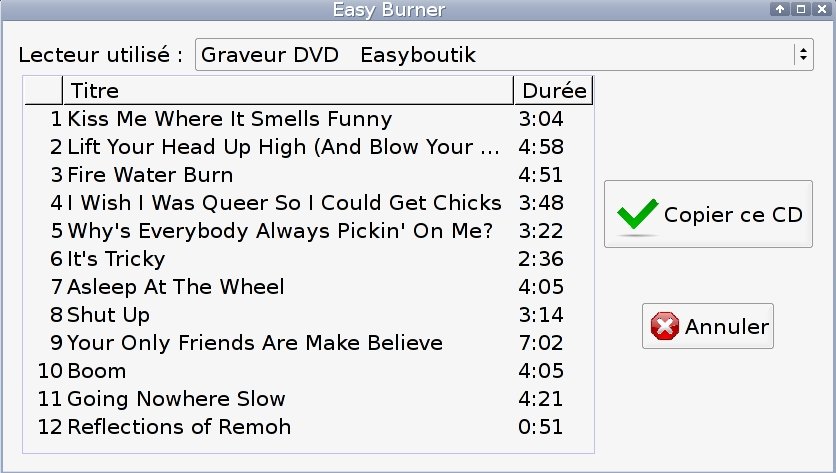 Easy Burner
Lecteur utilisé : Graveur DVD Easyboutik
Titre Durée
1 Kiss Me Where It Smells Funny 3:04
2 Lift Your Head Up High (And Blow Your ... 4:58
3 Fire Water Burn 4:51
4 I Wish I Was Queer So I Could Get Chicks 3:48
5 Why's Everybody Always Pickin' On Me? 3:22
6 It's Tricky 2:36
7 Asleep At The Wheel 4:05
8 Shut Up 3:14
9 Your Only Friends Are Make Believe 7:02
10 Boom 4:05
11 Going Nowhere Slow 4:21
12 Reflections of Remoh 0:51
Copier ce CD
Annuler